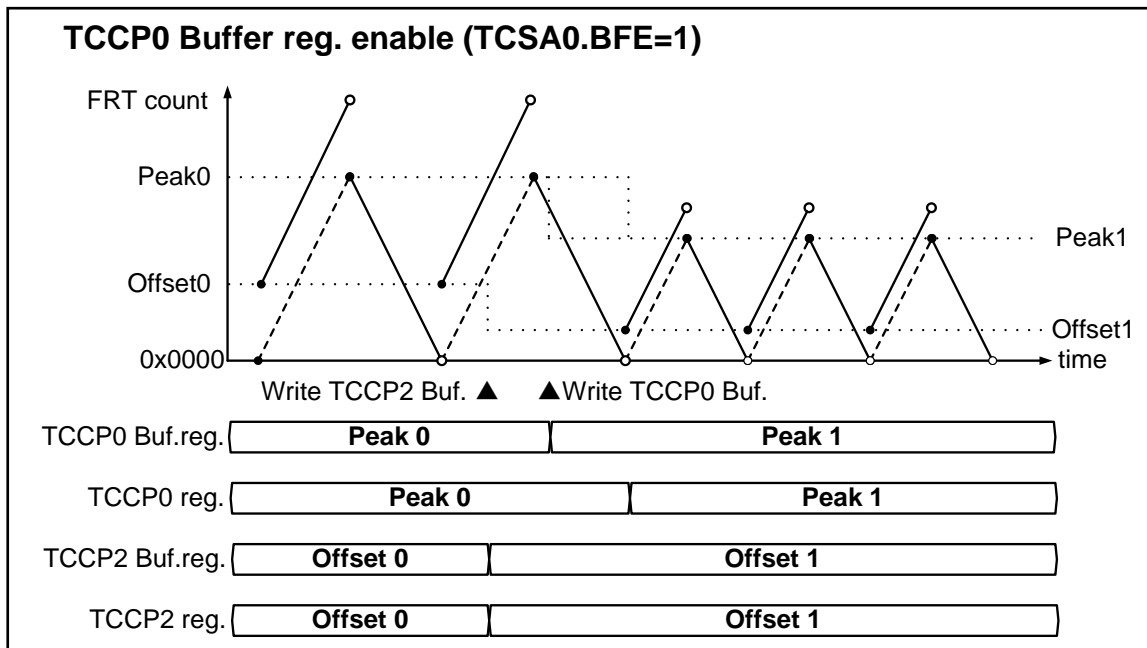 TCCP0 Buffer reg. enable (TCSA0.BFE=1)
FRT count
Peak0
Peak1
Offset0
Offset1
0x0000
time
Write TCCP2 Buf. ▲ ▲Write TCCP0 Buf.
TCCP0 Buf.reg. Peak 0 Peak 1
TCCP0 reg. Peak 0 Peak 1
TCCP2 Buf.reg. Offset 0 Offset 1
TCCP2 reg. Offset 0 Offset 1